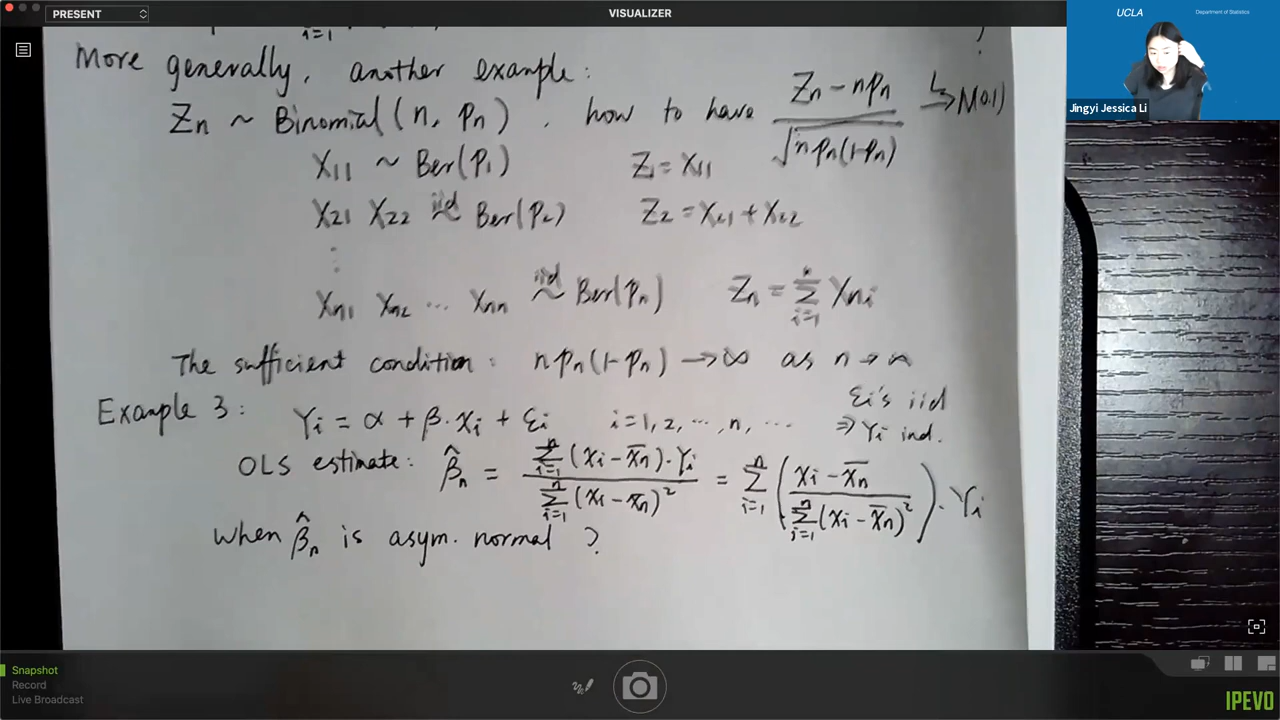 PRESENT
VISUALIZER
UCLA
Department of Statistics
Jingyi Jessica Li
i=1
?
More generally, another example:
Zn ~ Binomial(n, pn), how to have (Zn − npn) / √npn(1−pn) →L N(0,1)
X11 ~ Ber(p1) Z1 = X11
X21 X22 iid~ Ber(p2) Z2 = X21 + X22
⋮
Xn1 Xn2 ⋯ Xnn iid~ Ber(pn) Zn = Σ_{i=1}^{n} Xni
The sufficient condition: npn(1−pn) → ∞ as n → ∞
Example 3: Yi = α + β·xi + εi i=1, 2, ⋯, n, ⋯ εi's iid
⇒ Yi ind.
OLS estimate: β̂n = Σ_{i=1}^{n}(xi − x̄n)·Yi / Σ_{i=1}^{n}(xi − x̄n)² = Σ_{i=1}^{n} ((xi − x̄n) / Σ_{i=1}^{n}(xi − x̄n)²)·Yi
When β̂n is asym. normal ?
Snapshot
Record
Live Broadcast
IPEVO